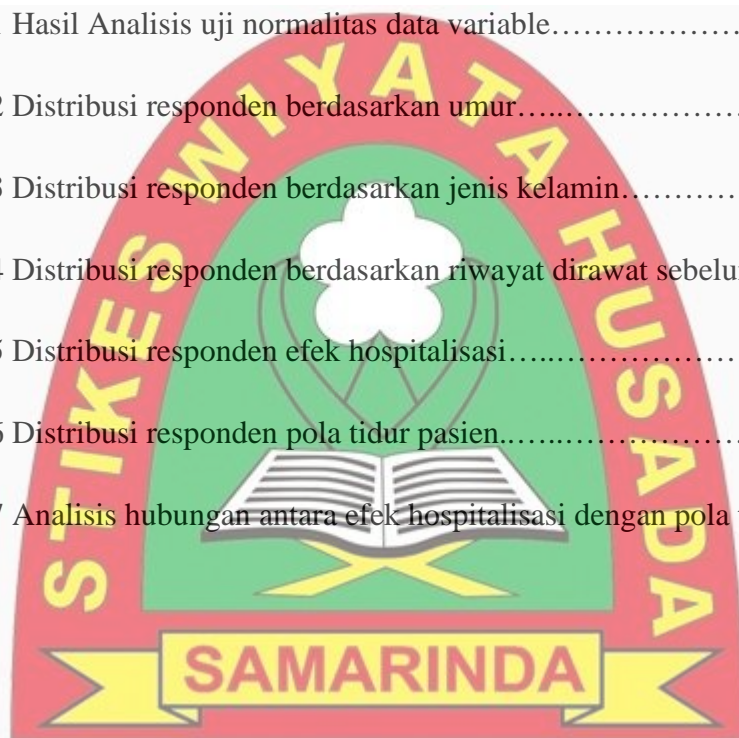 Hasil Analisis uji normalitas data variable…………………
2 Distribusi responden berdasarkan umur…..………………
Distribusi responden berdasarkan jenis kelamin…………
Distribusi responden berdasarkan riwayat dirawat
Distribusi responden efek hospitalisasi…..………………
Distribusi responden pola tidur pasien..…..………………
Analisis hubungan antara efek hospitalisasi dengan pola
STIKES WIYATA HUSADA
SAMARINDA